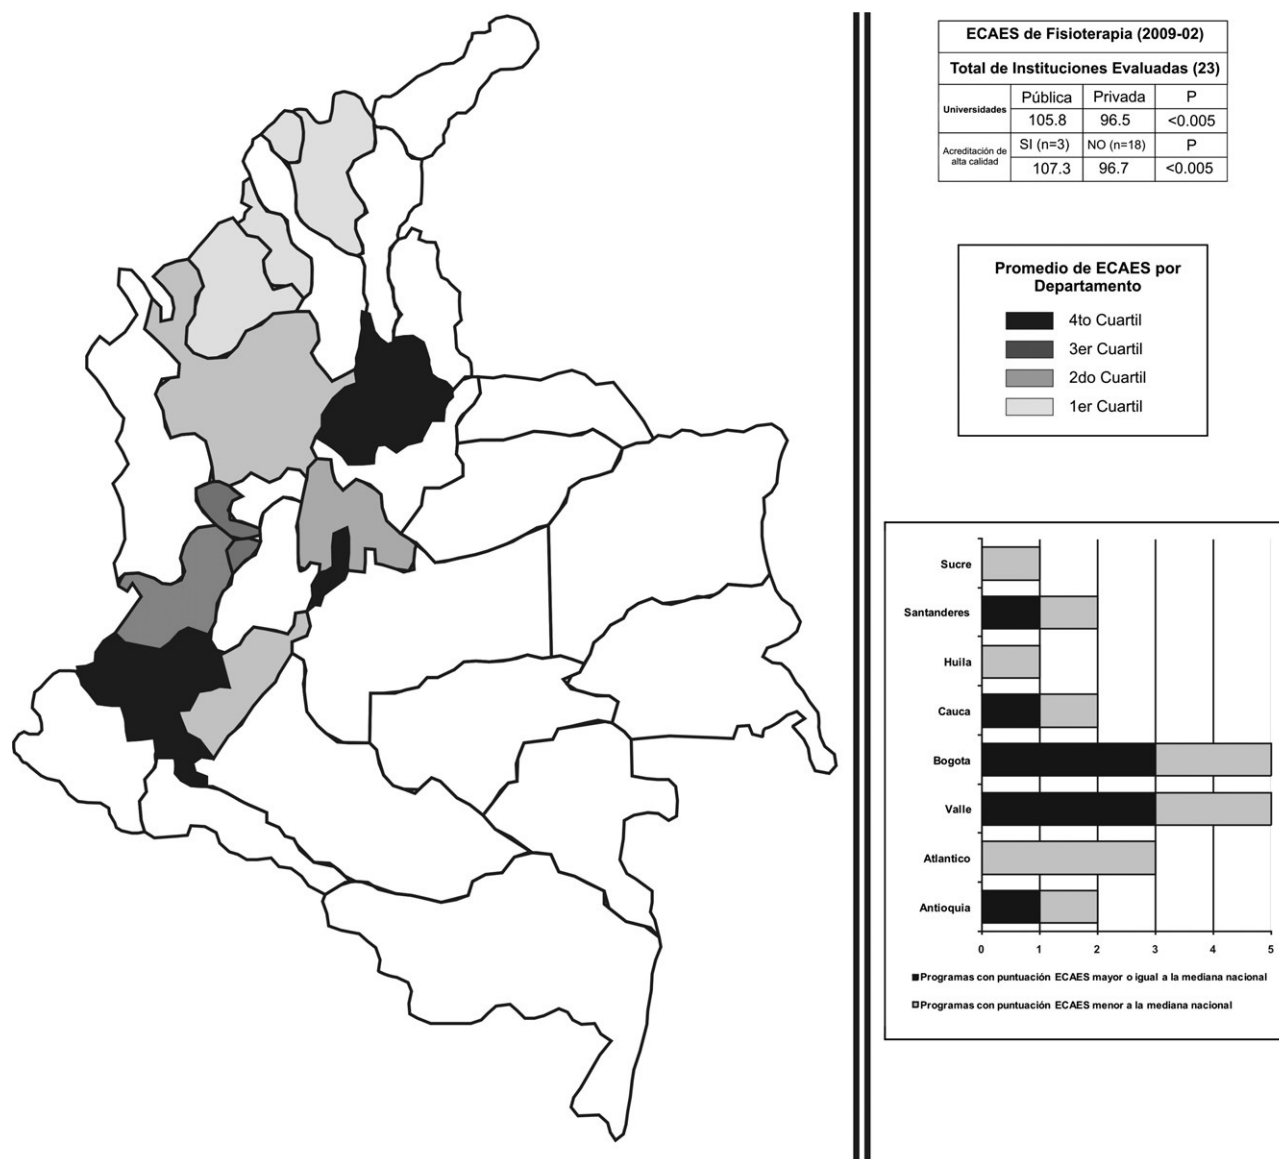 ECAES de Fisioterapia (2009-02)
Total de Instituciones Evaluadas (23)
Universidades
Pública Privada P
105.8 96.5 <0.005
Acreditación de
alta calidad
SI (n=3) NO (n=18) P
107.3 96.7 <0.005
Promedio de ECAES por
Departamento
4to Cuartil
3er Cuartil
2do Cuartil
1er Cuartil
Sucre
Santanderes
Huila
Cauca
Bogota
Valle
Atlantico
Antioquia
0 1 2 3 4 5
Programas con puntuación ECAES mayor o igual a la mediana nacional
Programas con puntuación ECAES menor a la mediana nacional